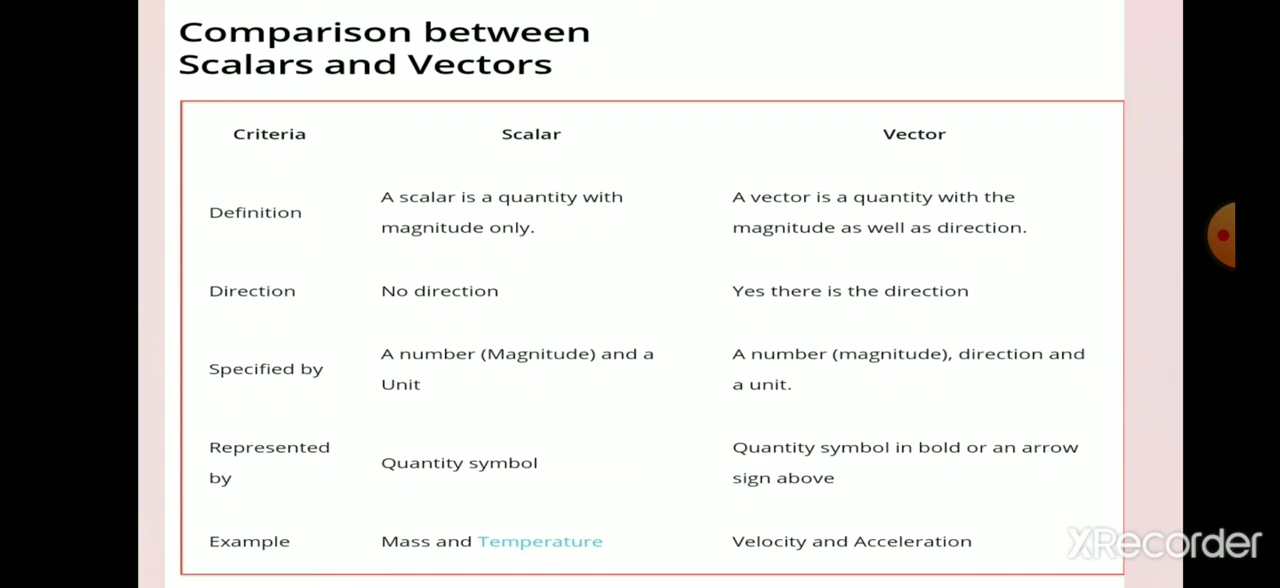 Comparison between
Scalars and Vectors
Criteria Scalar Vector
Definition
A scalar is a quantity with
magnitude only.
A vector is a quantity with the
magnitude as well as direction.
Direction No direction Yes there is the direction
Specified by
A number (Magnitude) and a
Unit
A number (magnitude), direction and
a unit.
Represented
by
Quantity symbol
Quantity symbol in bold or an arrow
sign above
Example Mass and Temperature Velocity and Acceleration
XRecorder